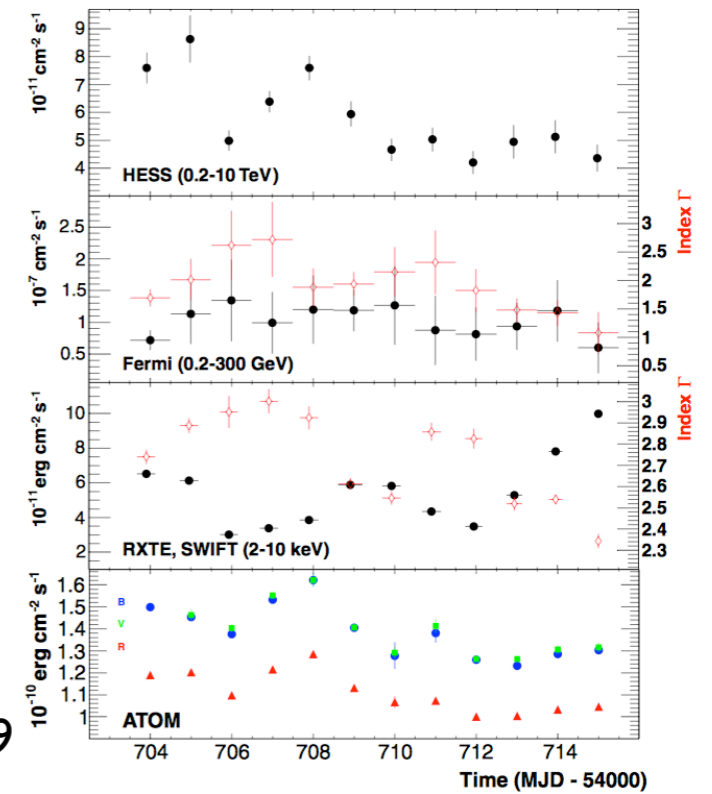 9
8
7
6
5
4
10⁻¹¹ cm⁻² s⁻¹
HESS (0.2-10 TeV)
2.5
2
1.5
1
0.5
10⁻⁷ cm⁻² s⁻¹
3
2.5
2
1.5
1
0.5
Index Γ
Fermi (0.2-300 GeV)
10
8
6
4
2
10⁻¹¹ erg cm⁻² s⁻¹
3
2.9
2.8
2.7
2.6
2.5
2.4
2.3
Index Γ
RXTE, SWIFT (2-10 keV)
1.6
1.5
1.4
1.3
1.2
1.1
1
10⁻¹⁰ erg cm⁻² s⁻¹
B
V
R
ATOM
9
704 706 708 710 712 714
Time (MJD - 54000)